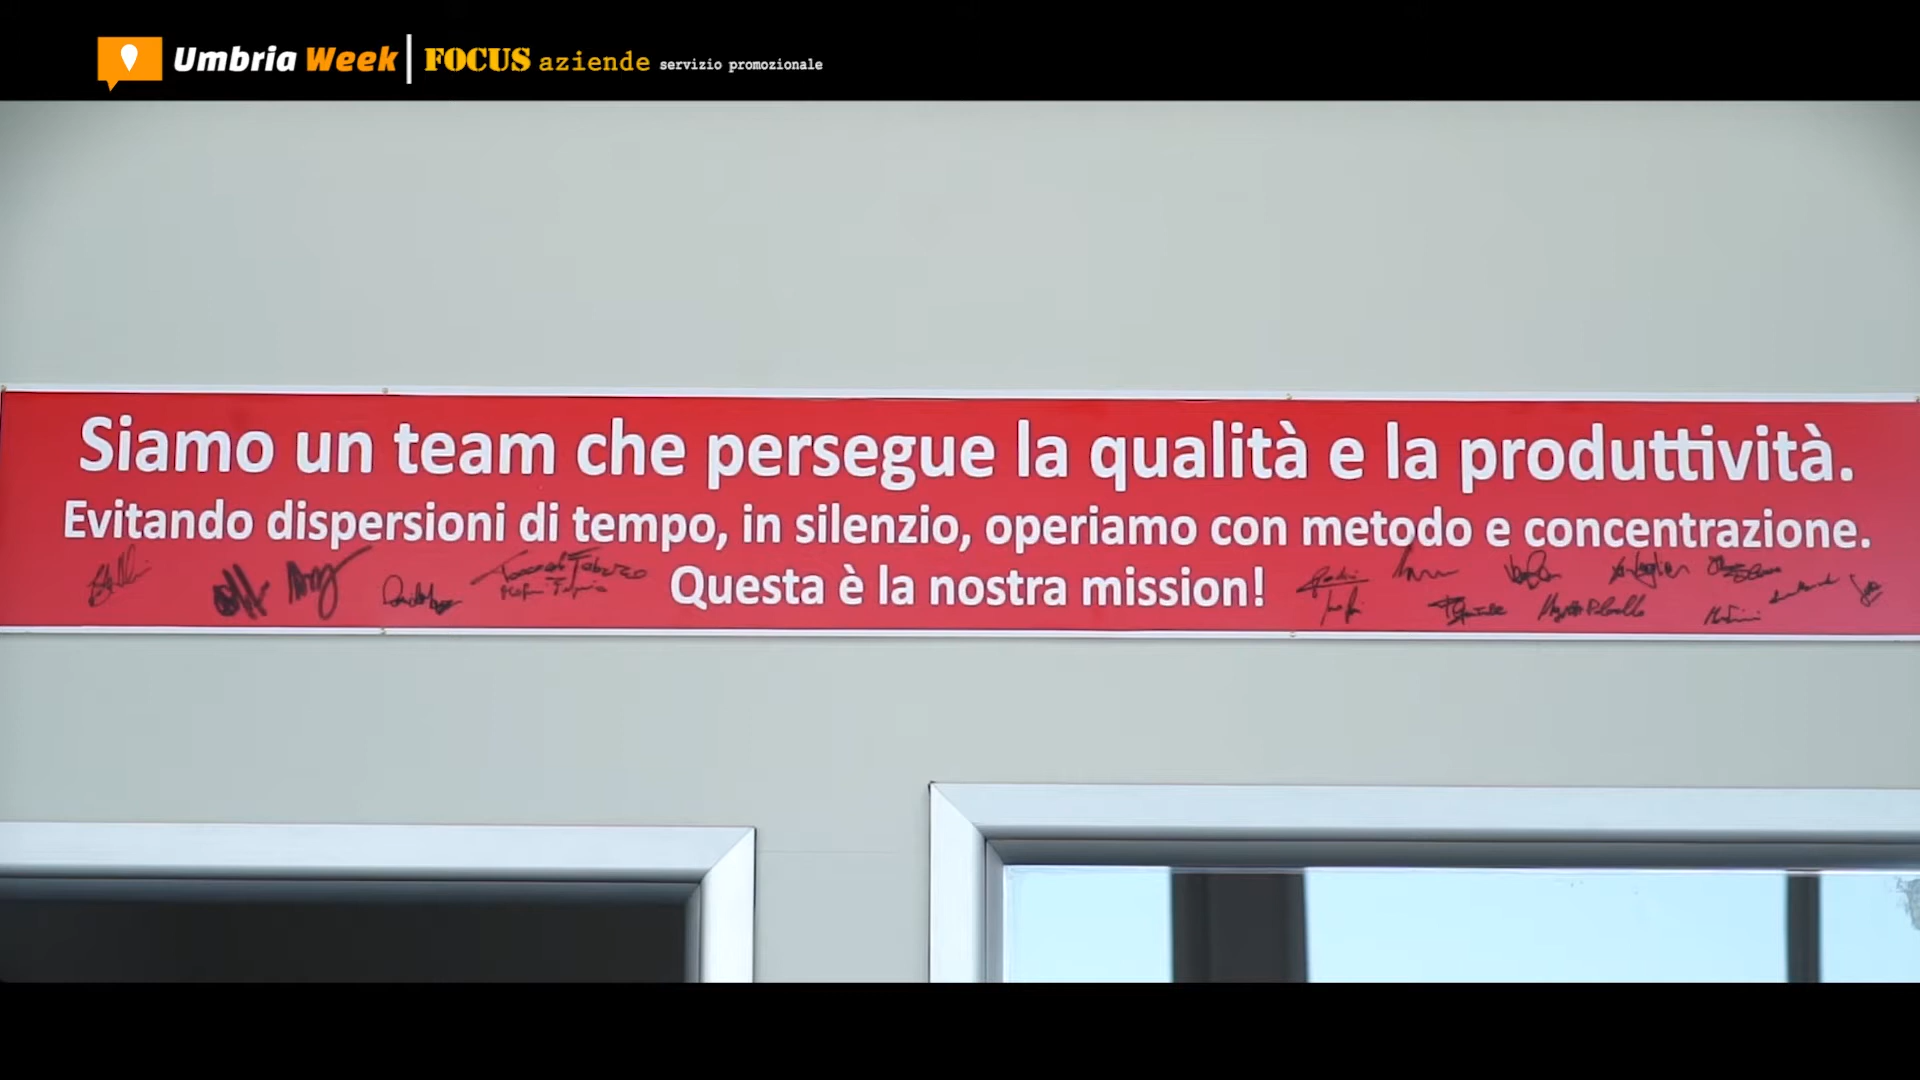 Umbria Week | FOCUS aziende servizio promozionale
Siamo un team che persegue la qualità e la produttività.
Evitando dispersioni di tempo, in silenzio, operiamo con metodo e concentrazione.
Questa è la nostra mission!